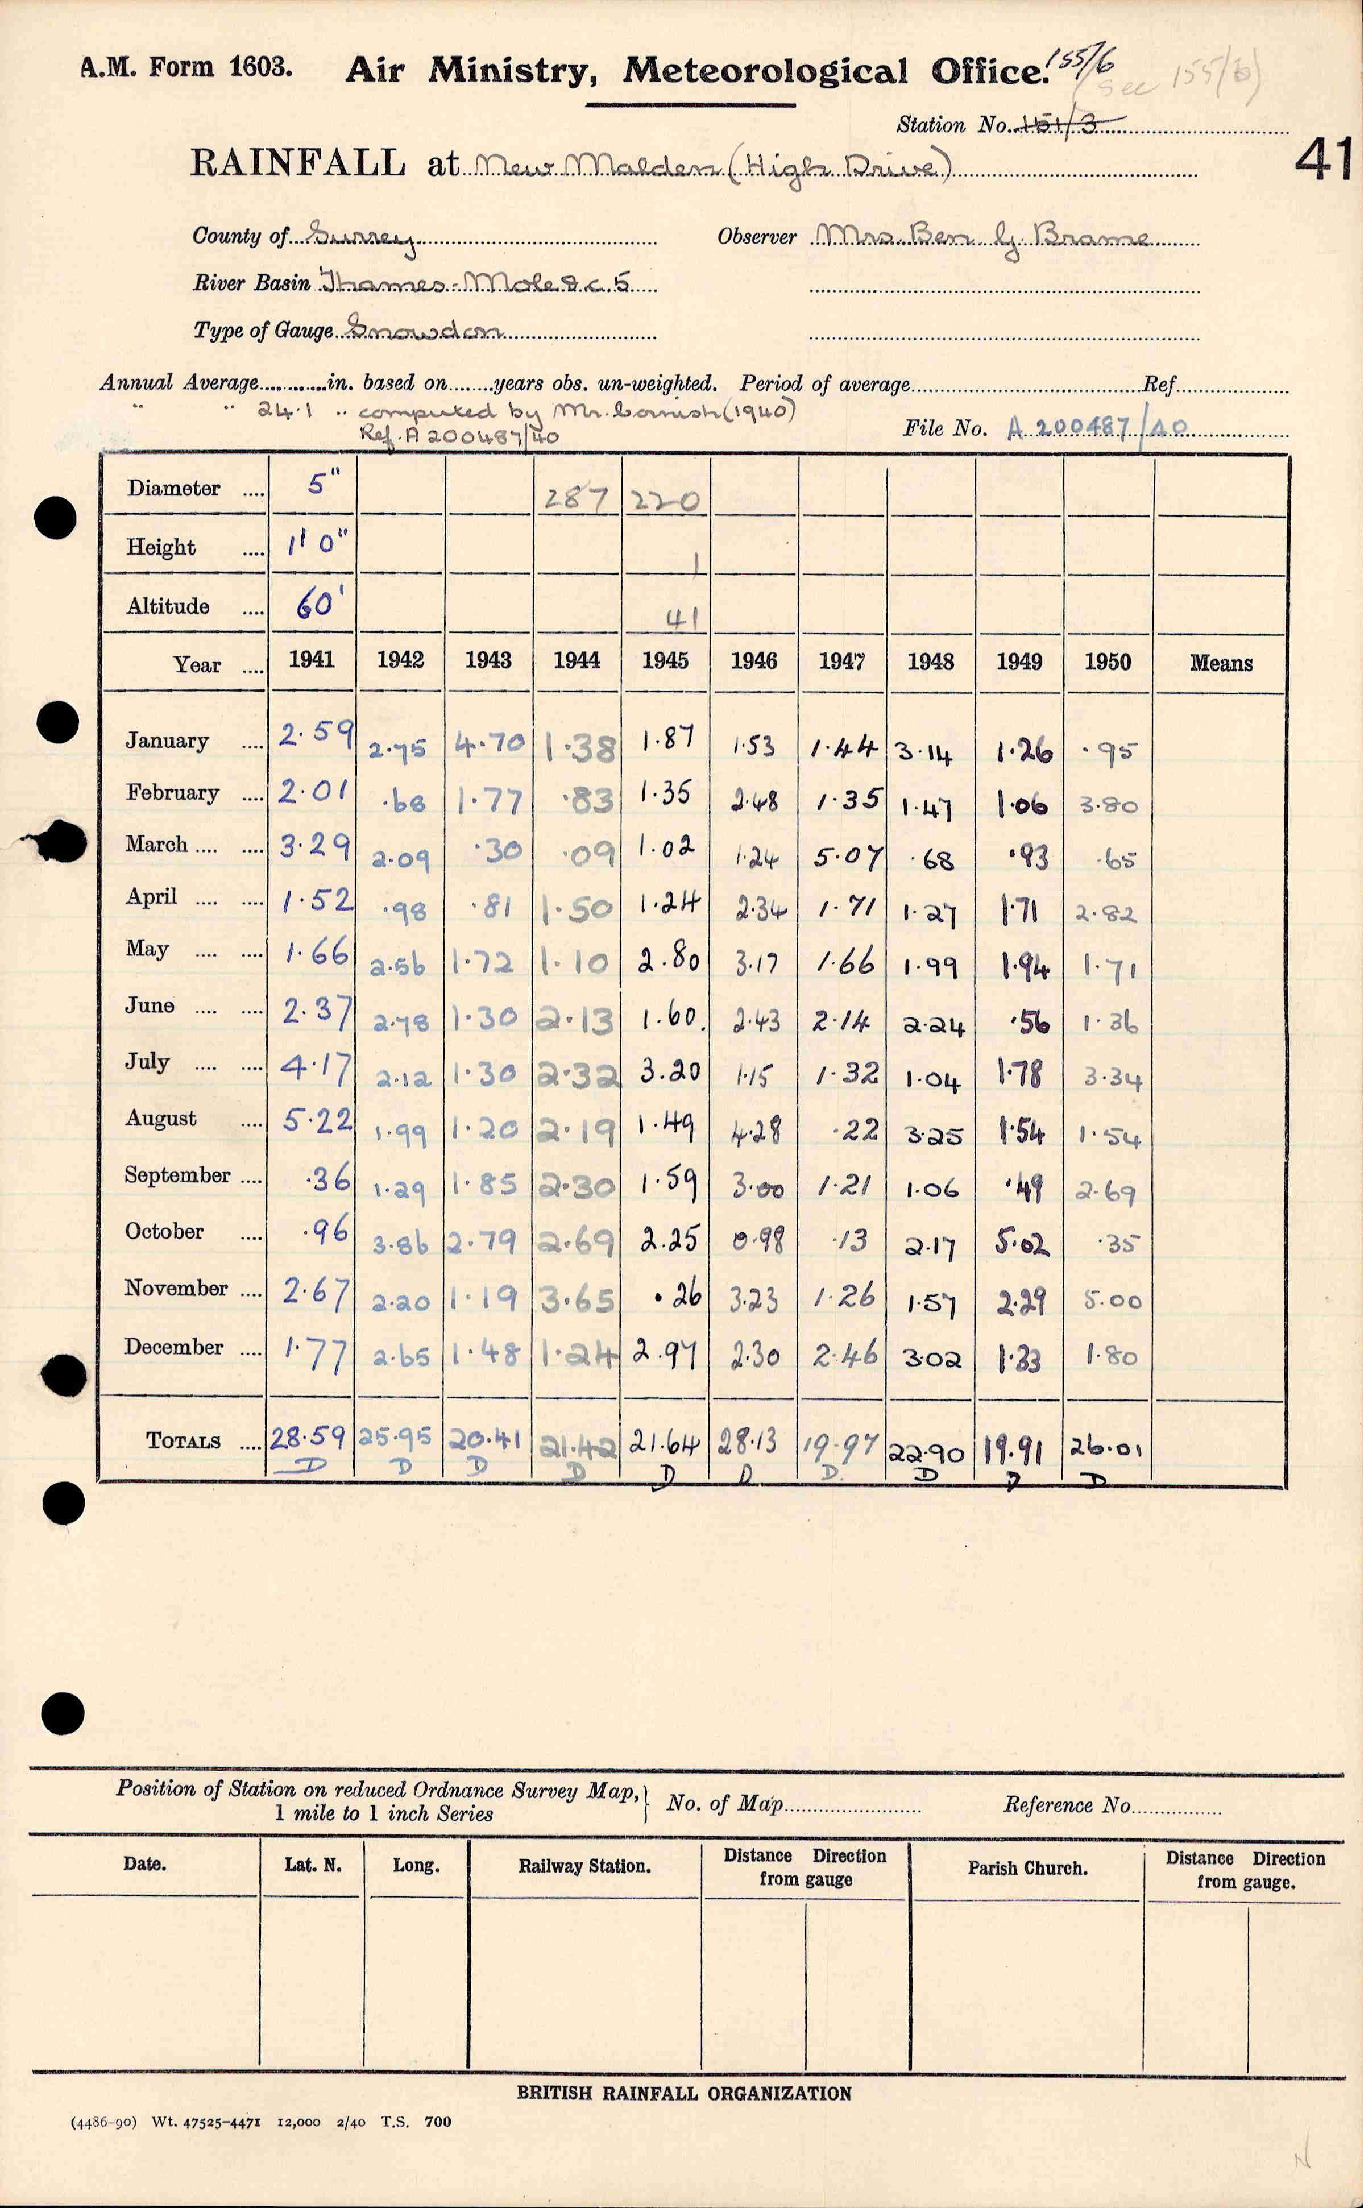 A.M. Form 1603. Air Ministry, Meteorological Office. 155/6 (See 155/6)
Station No. 151/3
41
RAINFALL at New Malden (High Drive)
County of Surrey Observer Mrs. Ben G Brame
River Basin Thames-Mole &c. 5
Type of Gauge Snowdon
Annual Average............in. based on........years obs. un-weighted. Period of average..........Ref..........
" " 24.1 " computed by Mr. Cornish (1940)
Ref. A 200487/40 File No. A 200487/40
Diameter .... 5" 287 220
Height .... 1' 0" 1
Altitude .... 60' 41
Year .... 1941 1942 1943 1944 1945 1946 1947 1948 1949 1950 Means
January .... 2.59 2.75 4.70 1.38 1.87 1.53 1.44 3.14 1.26 .95
February .... 2.01 .68 1.77 .83 1.35 2.48 1.35 1.47 1.06 3.80
March .... .... 3.29 2.09 .30 .09 1.02 1.24 5.07 .68 .93 .65
April .... .... 1.52 .98 .81 1.50 1.24 2.34 1.71 1.27 1.71 2.82
May .... .... 1.66 2.56 1.72 1.10 2.80 3.17 1.66 1.99 1.94 1.71
June .... .... 2.37 2.78 1.30 2.13 1.60. 2.43 2.14 2.24 .56 1.36
July .... .... 4.17 2.12 1.30 2.32 3.20 1.15 1.32 1.04 1.78 3.34
August .... 5.22 1.99 1.20 2.19 1.49 4.28 .22 3.25 1.54 1.54
September .... .36 1.29 1.85 2.30 1.59 3.00 1.21 1.06 .49 2.69
October .... .96 3.86 2.79 2.69 2.25 0.98 .13 2.17 5.02 .35
November .... 2.67 2.20 1.19 3.65 .26 3.23 1.26 1.57 2.29 5.00
December .... 1.77 2.65 1.48 1.24 2.97 2.30 2.46 3.02 1.33 1.80
TOTALS .... 28.59 25.95 20.41 21.42 21.64 28.13 19.97 22.90 19.91 26.01
D D D D D D D. D D D
Position of Station on reduced Ordnance Survey Map, } No. of Map.......... Reference No..........
1 mile to 1 inch Series
Date. Lat. N. Long. Railway Station. Distance from gauge Direction Parish Church. Distance from gauge. Direction
BRITISH RAINFALL ORGANIZATION
(4486-90) Wt. 47525-4471 12,000 2/40 T.S. 700
N